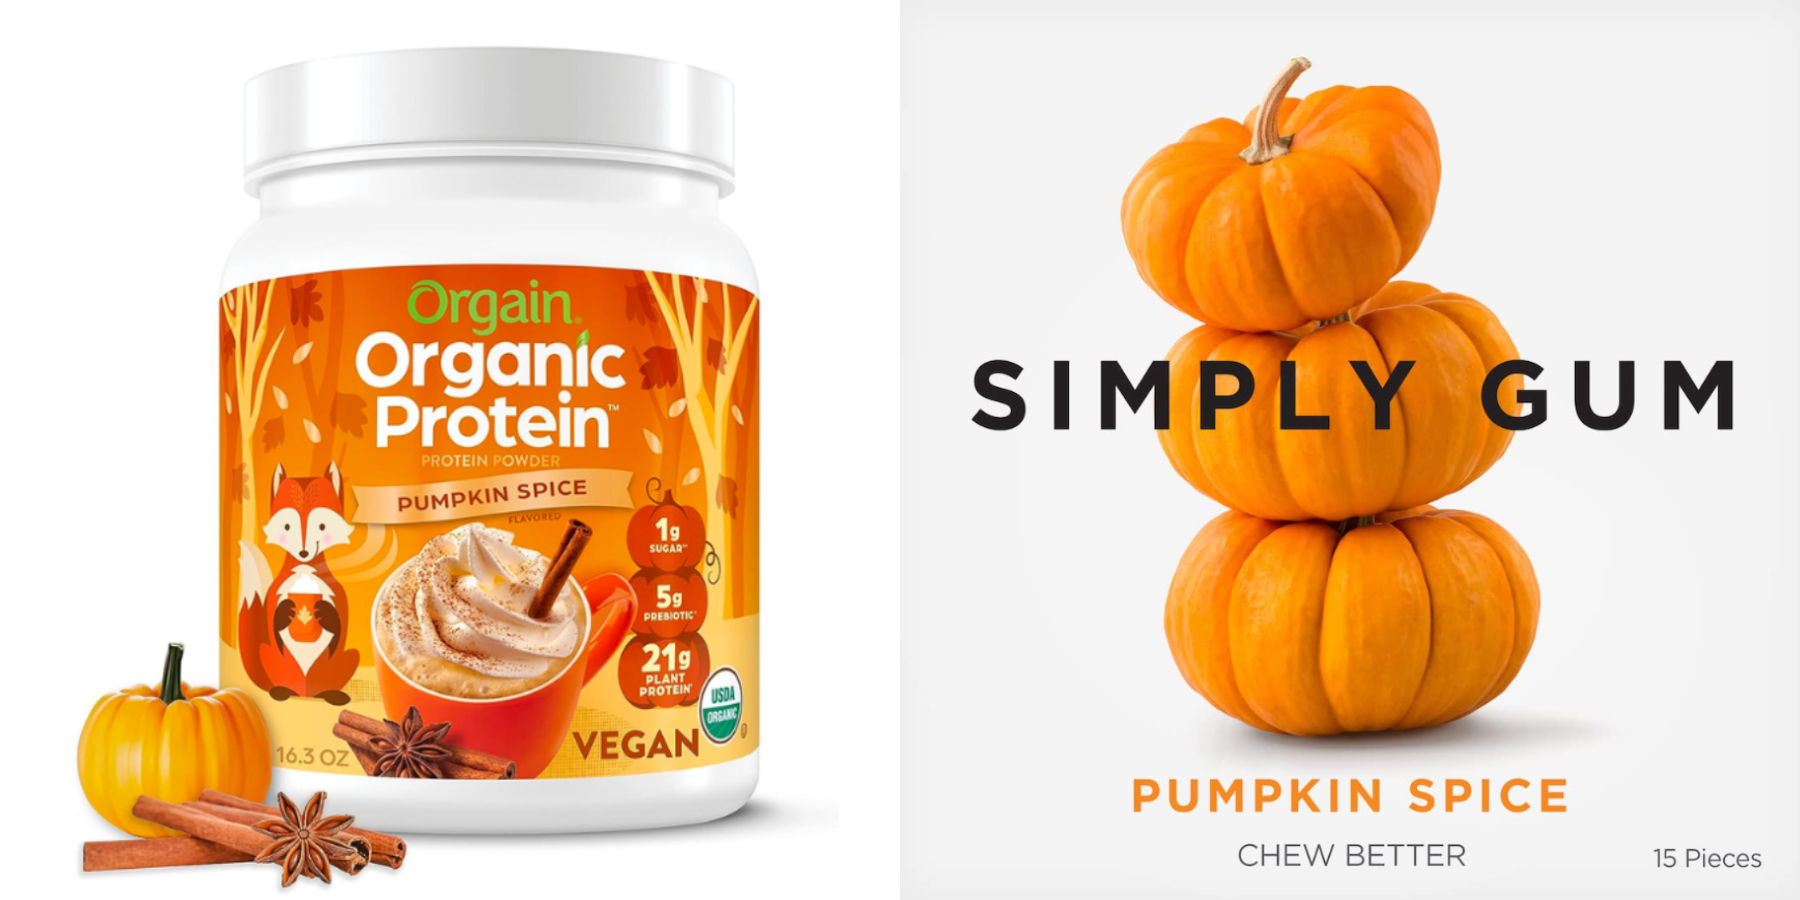 Orgain®
Organic
Protein™
PROTEIN POWDER
PUMPKIN SPICE
FLAVORED
1g
SUGAR**
5g
PREBIOTIC*
21g
PLANT
PROTEIN*
USDA
ORGANIC
VEGAN
16.3 OZ
SIMPLY GUM
PUMPKIN SPICE
CHEW BETTER
15 Pieces